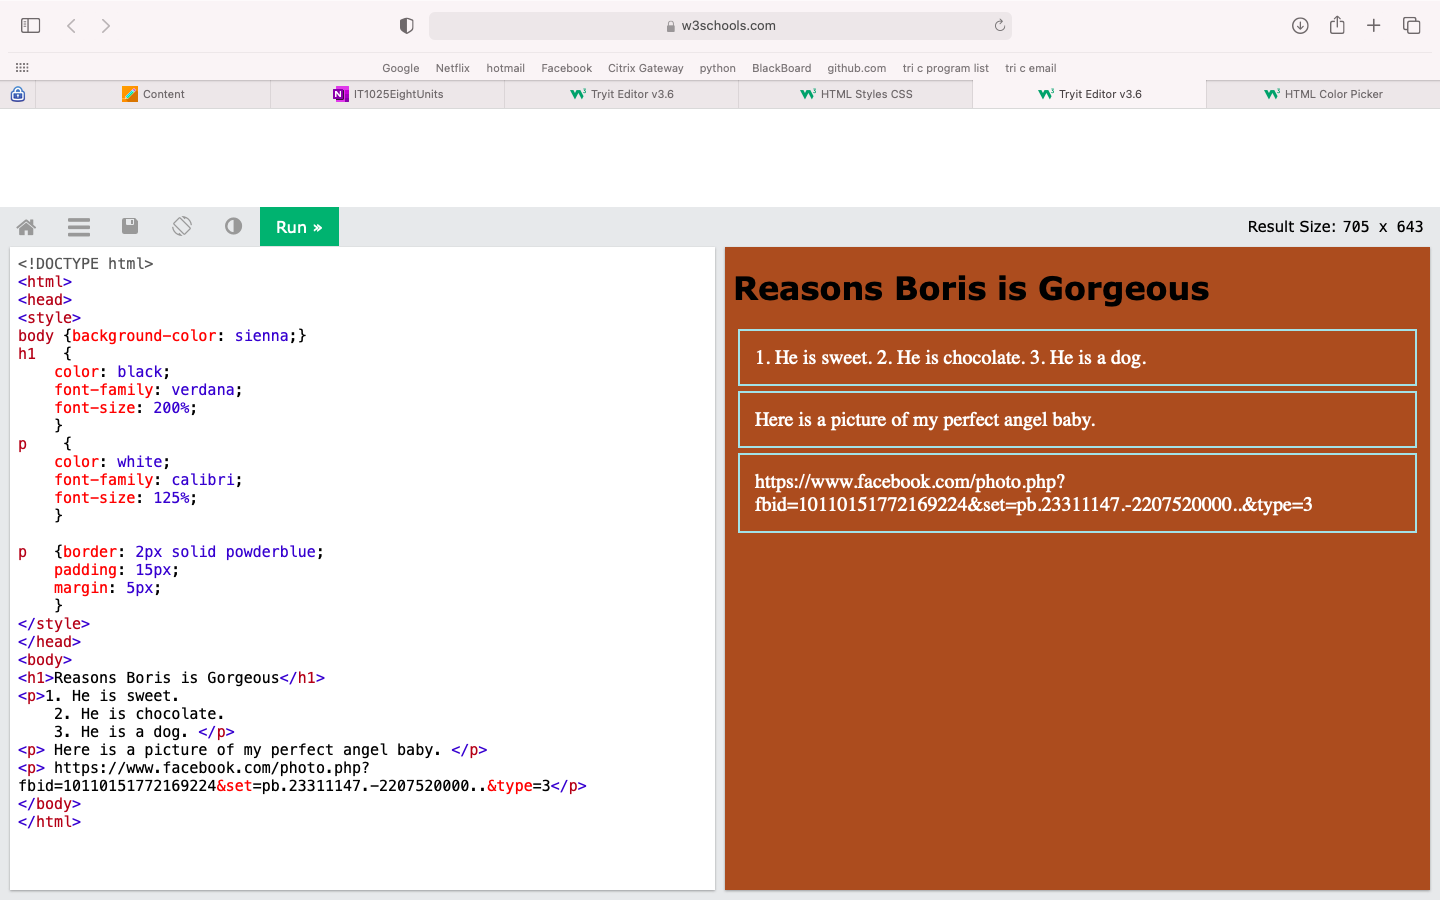 w3schools.com
Google Netflix hotmail Facebook Citrix Gateway python BlackBoard github.com tri c program list tri c email
Content IT1025EightUnits Tryit Editor v3.6 HTML Styles CSS Tryit Editor v3.6 HTML Color Picker
Run » Result Size: 705 x 643
<!DOCTYPE html>
<html>
<head>
<style>
body {background-color: sienna;}
h1   {
    color: black;
    font-family: verdana;
    font-size: 200%;
    }
p    {
    color: white;
    font-family: calibri;
    font-size: 125%;
    }
p   {border: 2px solid powderblue;
    padding: 15px;
    margin: 5px;
    }
</style>
</head>
<body>
<h1>Reasons Boris is Gorgeous</h1>
<p>1. He is sweet.
    2. He is chocolate.
    3. He is a dog. </p>
<p> Here is a picture of my perfect angel baby. </p>
<p> https://www.facebook.com/photo.php?
fbid=10110151772169224&set=pb.23311147.-2207520000..&type=3</p>
</body>
</html>
Reasons Boris is Gorgeous
1. He is sweet. 2. He is chocolate. 3. He is a dog.
Here is a picture of my perfect angel baby.
https://www.facebook.com/photo.php?
fbid=10110151772169224&set=pb.23311147.-2207520000..&type=3